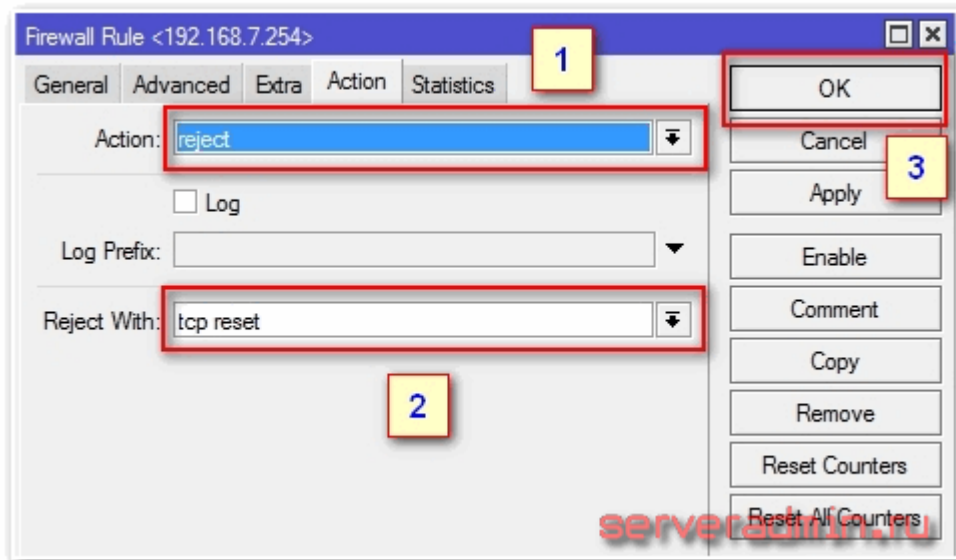 Firewall Rule <192.168.7.254>
General Advanced Extra Action Statistics
1
OK
Action: reject
Cancel
3
Log
Apply
Log Prefix:
Enable
Reject With: tcp reset
Comment
2
Copy
Remove
Reset Counters
Reset All Counters
serveradmin.ru